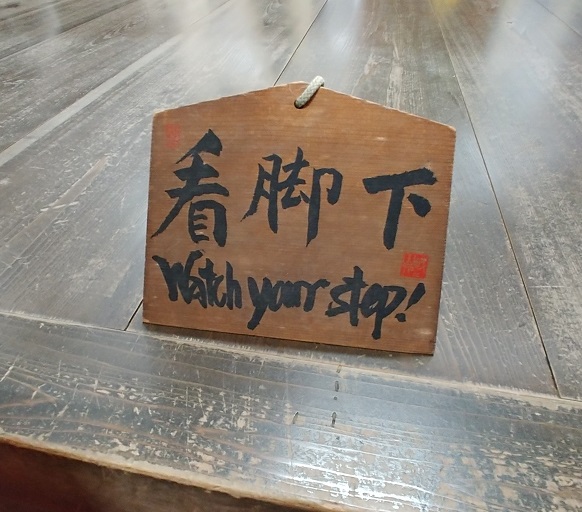 看脚下
Watch your step!